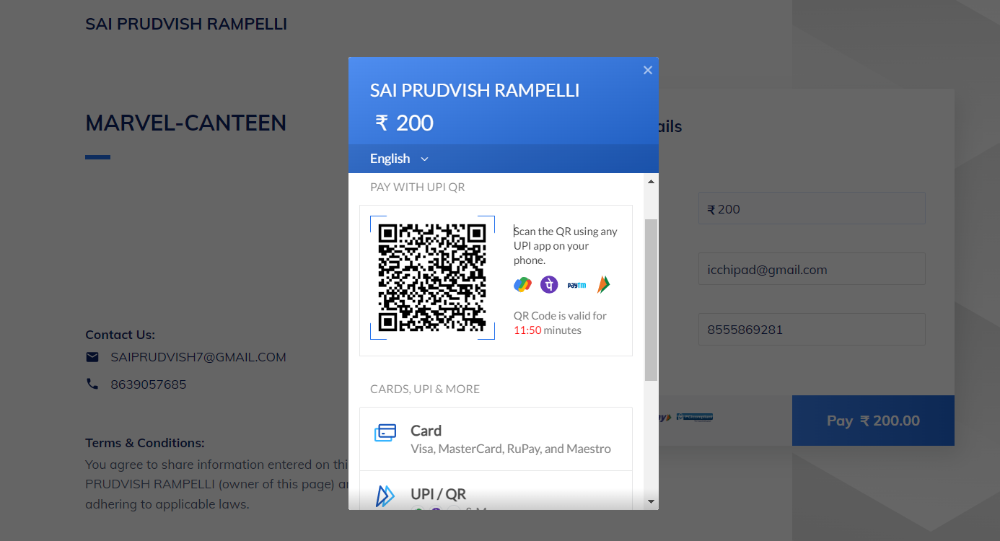 SAI PRUDVISH RAMPELLI
MARVEL-CANTEEN
Contact Us:
SAIPRUDVISH7@GMAIL.COM
8639057685
Terms & Conditions:
You agree to share information entered on thi
PRUDVISH RAMPELLI (owner of this page) an
adhering to applicable laws.
SAI PRUDVISH RAMPELLI
₹ 200
English
PAY WITH UPI QR
Scan the QR using any
UPI app on your
phone.
paytm
QR Code is valid for
11:50 minutes
CARDS, UPI & MORE
Card
Visa, MasterCard, RuPay, and Maestro
UPI / QR
ails
₹ 200
icchipad@gmail.com
8555869281
Pay ₹ 200.00